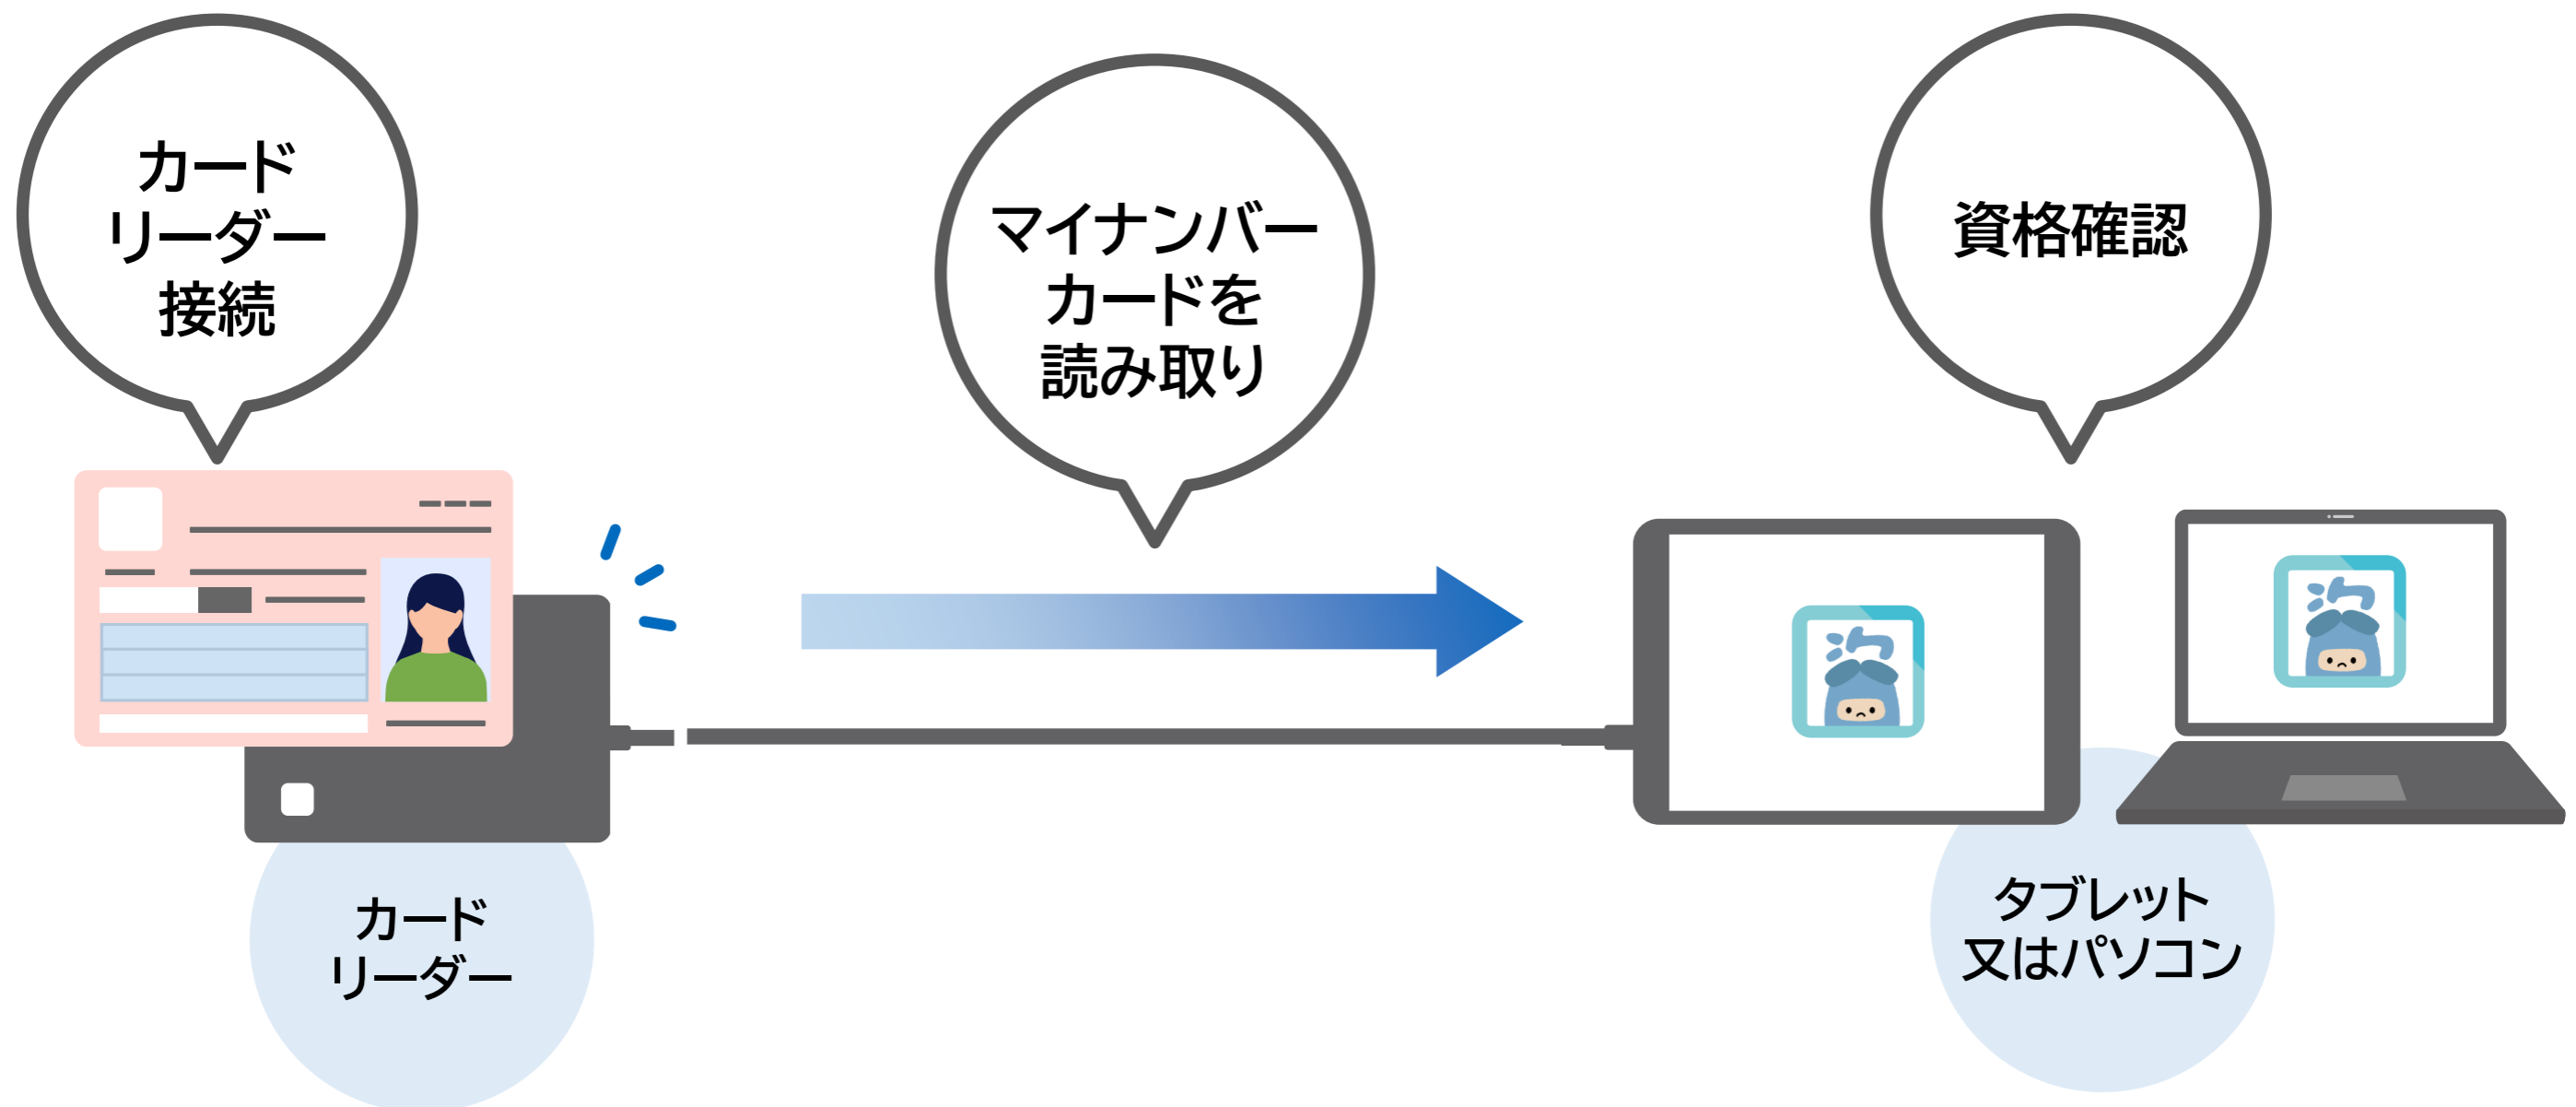 カード
リーダー
接続
マイナンバー
カードを
読み取り
資格確認
カード
リーダー
タブレット
又はパソコン